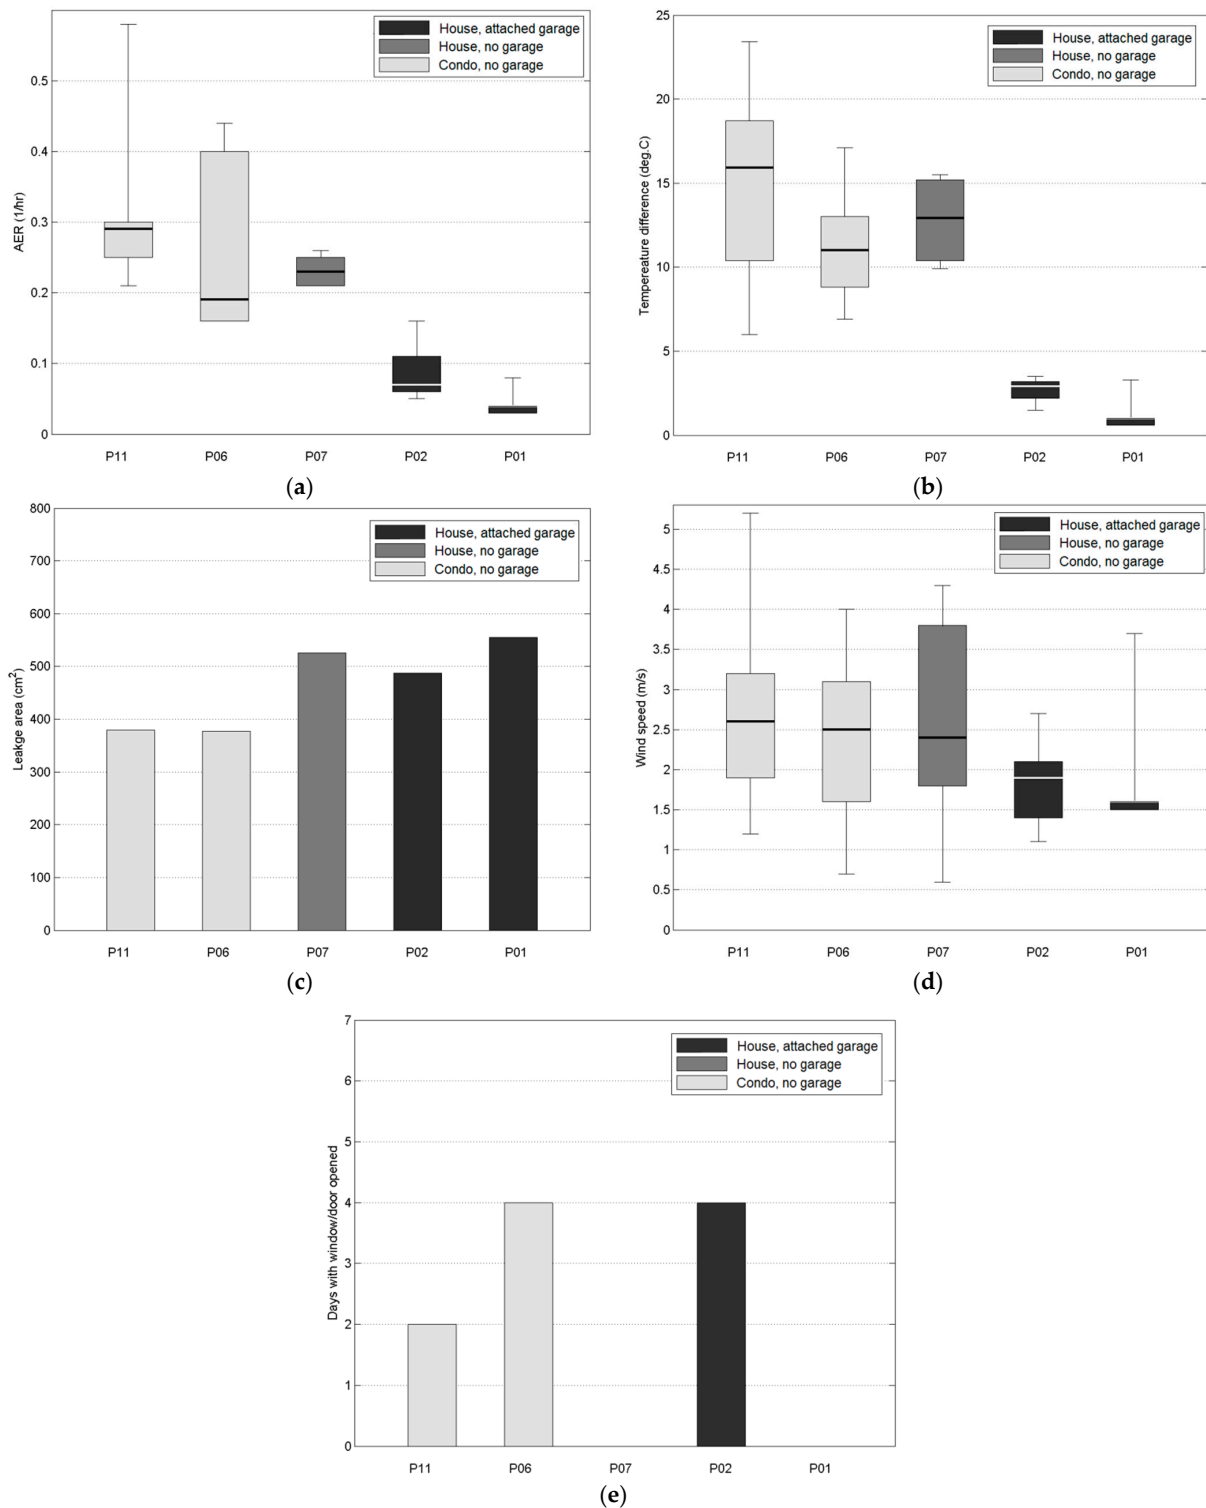 House, attached garage
House, no garage
Condo, no garage
AER (1/hr)
0.5
0.4
0.3
0.2
0.1
0
P11 P06 P07 P02 P01
(a)
House, attached garage
House, no garage
Condo, no garage
Tempereature difference (deg.C)
25
20
15
10
5
0
P11 P06 P07 P02 P01
(b)
House, attached garage
House, no garage
Condo, no garage
Leakge area (cm²)
800
700
600
500
400
300
200
100
0
P11 P06 P07 P02 P01
(c)
House, attached garage
House, no garage
Condo, no garage
Wind speed (m/s)
5
4.5
4
3.5
3
2.5
2
1.5
1
0.5
0
P11 P06 P07 P02 P01
(d)
House, attached garage
House, no garage
Condo, no garage
Days with window/door opened
7
6
5
4
3
2
1
0
P11 P06 P07 P02 P01
(e)